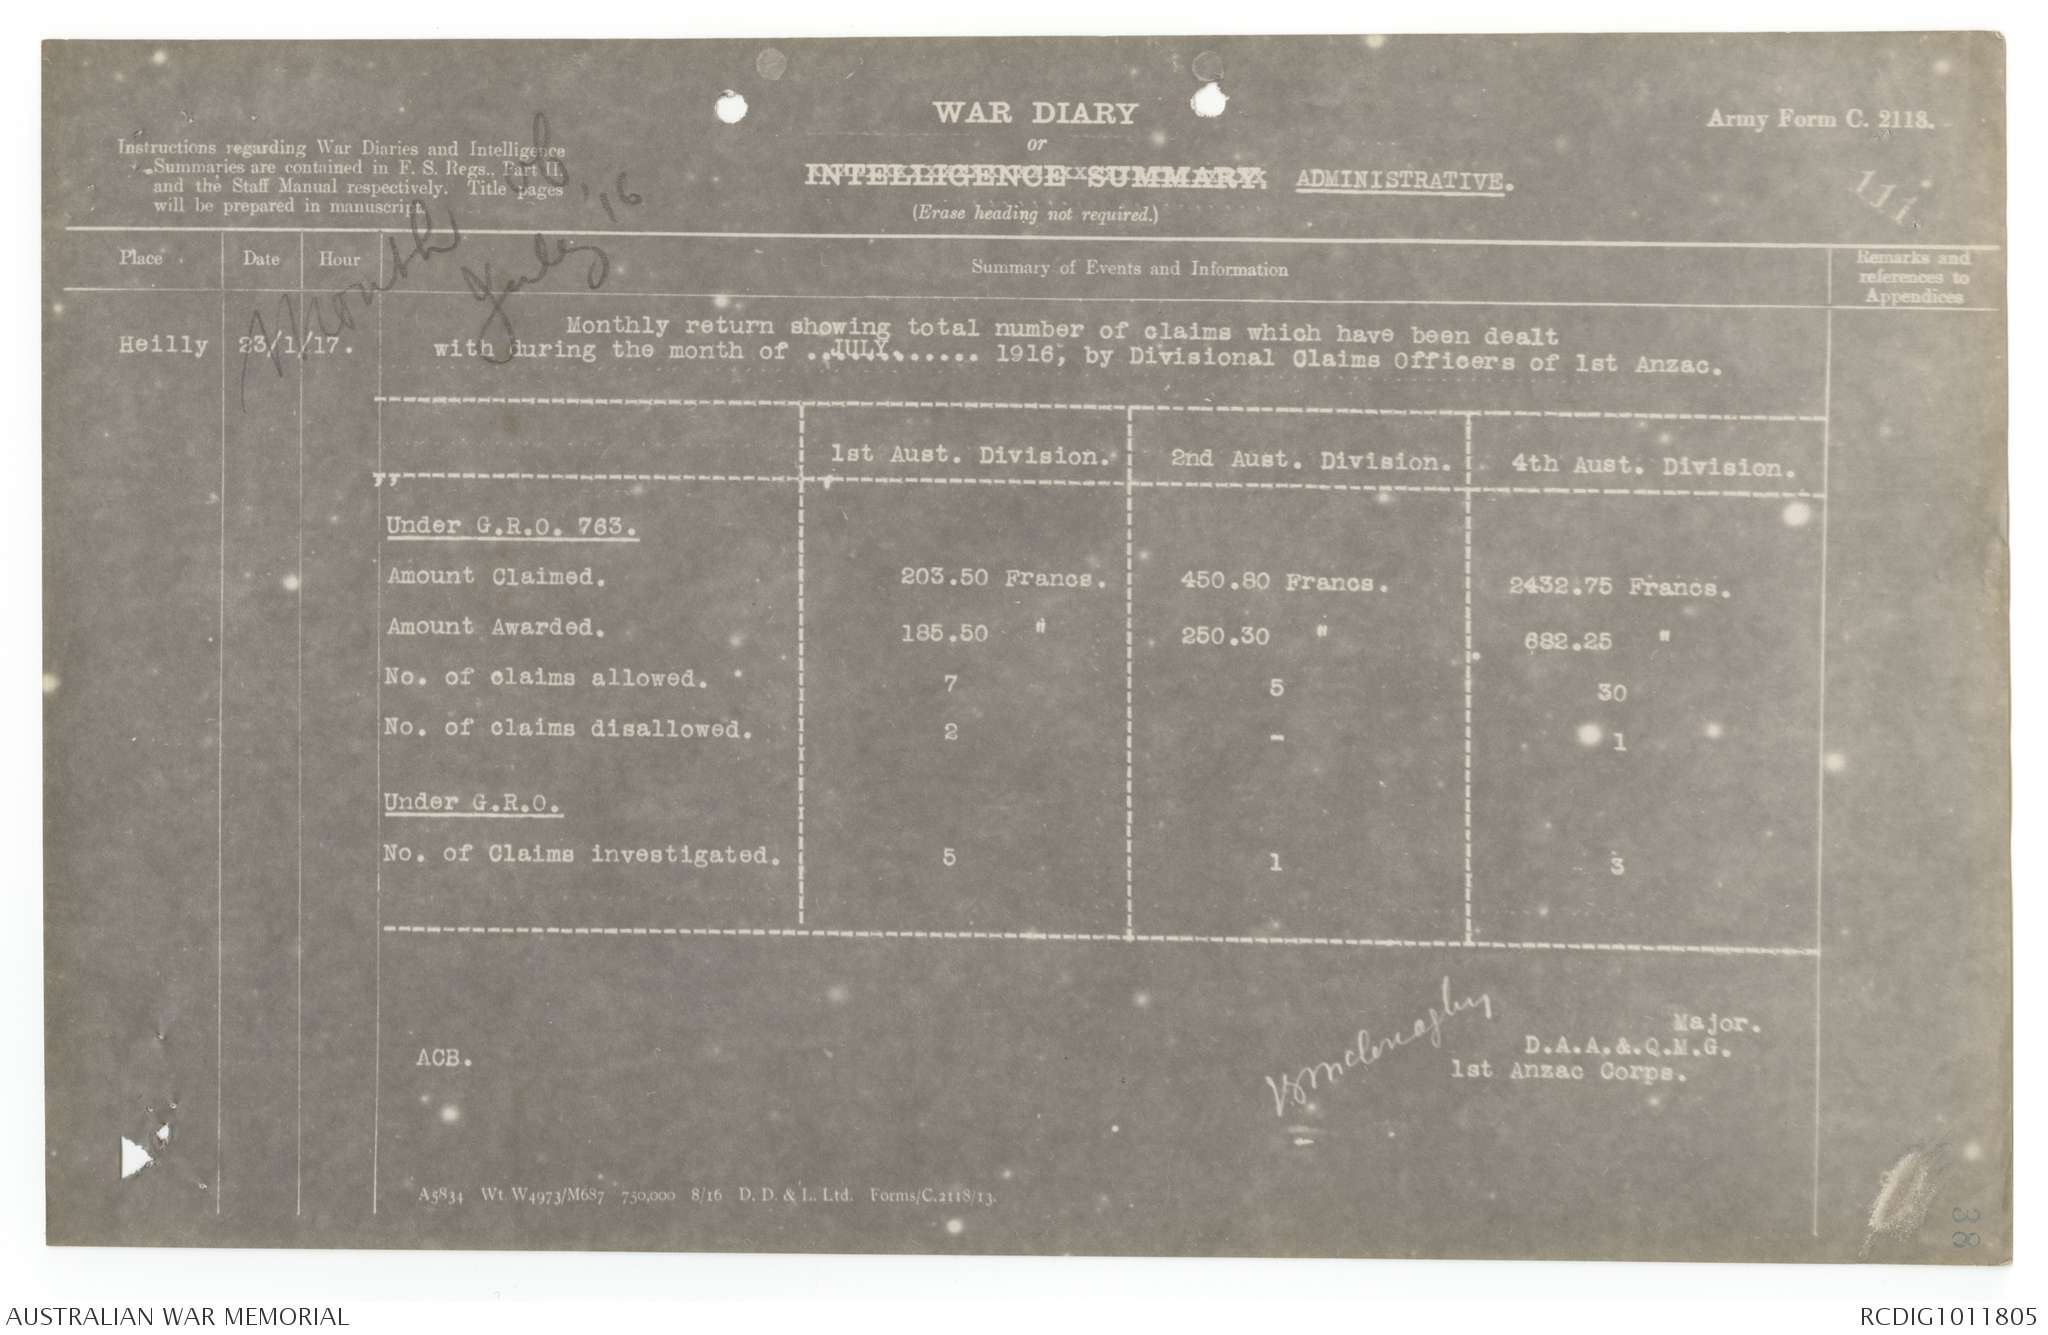 WAR DIARY
or
INTELLIGENCE SUMMARY. ADMINISTRATIVE.
(Erase heading not required.)
Army Form C. 2118.
111
Instructions regarding War Diaries and Intelligence
Summaries are contained in F. S. Regs., Part II.
and the Staff Manual respectively. Title pages
will be prepared in manuscript.
Month of
July '16
Place Date Hour Summary of Events and Information Remarks and
references to
Appendices
Heilly 23/1/17. Monthly return showing total number of claims which have been dealt
with during the month of ..JULY....... 1916, by Divisional Claims Officers of 1st Anzac.
1st Aust. Division. 2nd Aust. Division. 4th Aust. Division.
Under G.R.O. 763.
Amount Claimed. 203.50 Francs. 450.80 Francs. 2432.75 Francs.
Amount Awarded. 185.50 " 250.30 " 682.25 "
No. of claims allowed. 7 5 30
No. of claims disallowed. 2 - 1
Under G.R.O.
No. of Claims investigated. 5 1 3
Major.
D.A.A.&.Q.M.G.
1st Anzac Corps.
ACB.
A5834 Wt. W4973/M687 750,000 8/16 D. D. & L. Ltd. Forms/C.2118/13.
38
AUSTRALIAN WAR MEMORIAL
RCDIG1011805